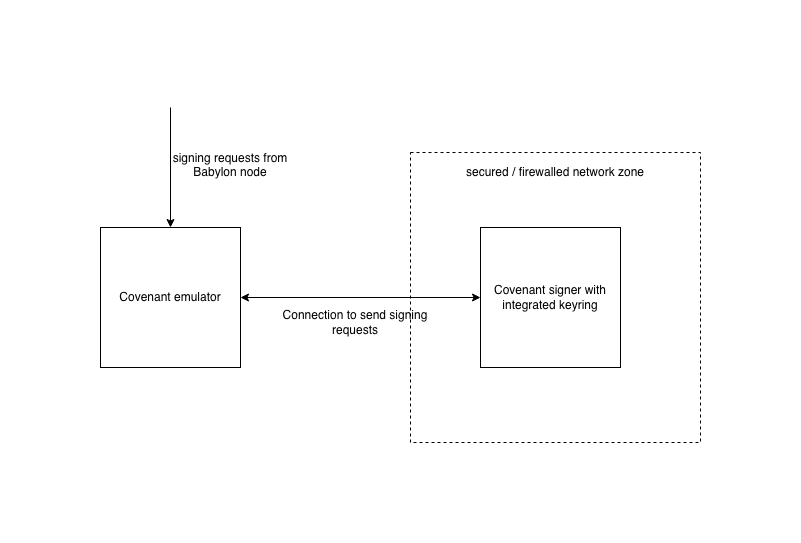 signing requests from
Babylon node
secured / firewalled network zone
Covenant emulator
Covenant signer with
integrated keyring
Connection to send signing
requests